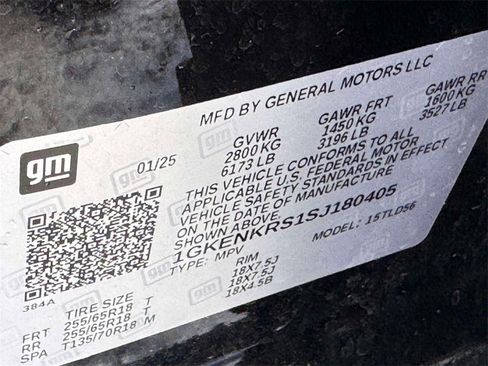 MFD BY GENERAL MOTORS LLC
gm
01/25
GVWR GAWR FRT GAWR RR
2800 KG 1450 KG 1600 KG
6173 LB 3196 LB 3527 LB
THIS VEHICLE CONFORMS TO ALL
APPLICABLE U.S. FEDERAL MOTOR
VEHICLE SAFETY STANDARDS IN EFFECT
ON THE DATE OF MANUFACTURE
SHOWN ABOVE.
1GKENKRS1SJ180405
TYPE: MPV MODEL: 15TLD56
384A
TIRE SIZE RIM
FRT 255/65R18 T 18X7.5J
RR 255/65R18 T 18X7.5J
SPA T135/70R18 M 18X4.5B